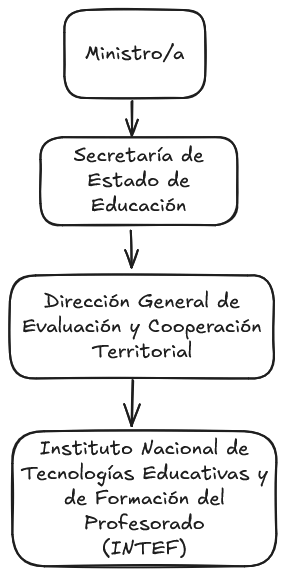 Ministro/a
Secretaría de
Estado de
Educación
Dirección General de
Evaluación y Cooperación
Territorial
Instituto Nacional de
Tecnologías Educativas y
de Formación del
Profesorado
(INTEF)